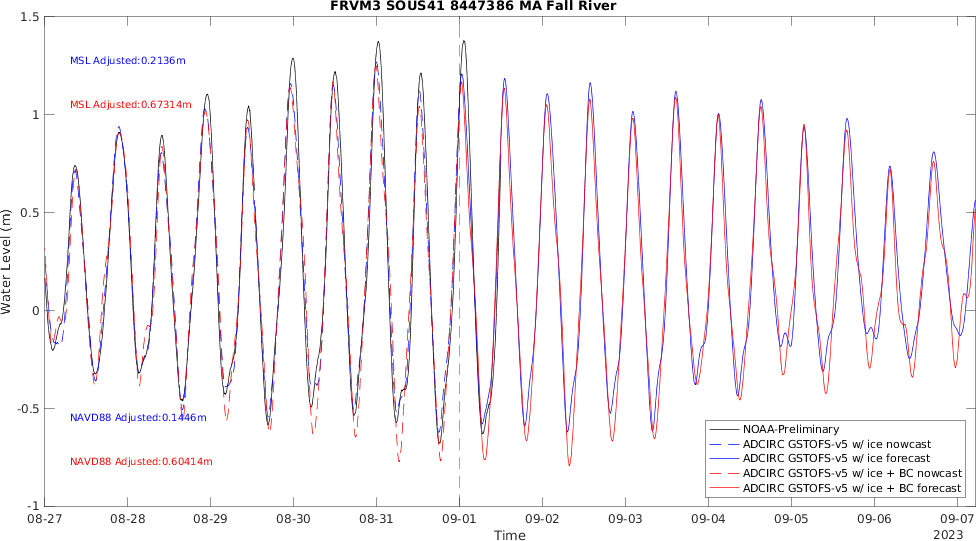 FRVM3 SOUS41 8447386 MA Fall River
1.5
1
0.5
0
-0.5
-1
Water Level (m)
MSL Adjusted:0.2136m
MSL Adjusted:0.67314m
NAVD88 Adjusted:0.1446m
NAVD88 Adjusted:0.60414m
NOAA-Preliminary
ADCIRC GSTOFS-v5 w/ ice nowcast
ADCIRC GSTOFS-v5 w/ ice forecast
ADCIRC GSTOFS-v5 w/ ice + BC nowcast
ADCIRC GSTOFS-v5 w/ ice + BC forecast
08-27 08-28 08-29 08-30 08-31 09-01 09-02 09-03 09-04 09-05 09-06 09-07
Time
2023